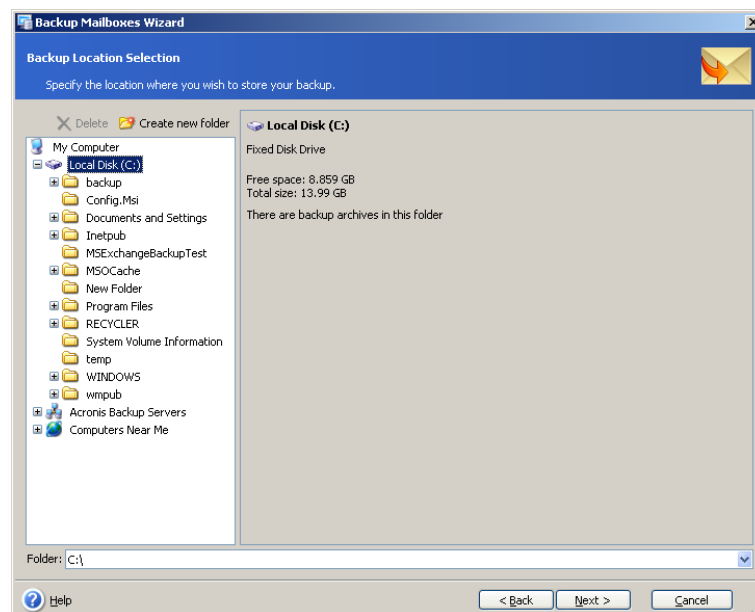 Backup Mailboxes Wizard
Backup Location Selection
Specify the location where you wish to store your backup.
Delete
Create new folder
My Computer
Local Disk (C:)
backup
Config.Msi
Documents and Settings
Inetpub
MSExchangeBackupTest
MSOCache
New Folder
Program Files
RECYCLER
System Volume Information
temp
WINDOWS
wmpub
Acronis Backup Servers
Computers Near Me
Local Disk (C:)
Fixed Disk Drive
Free space: 8.859 GB
Total size: 13.99 GB
There are backup archives in this folder
Folder: C:\
Help
< Back
Next >
Cancel